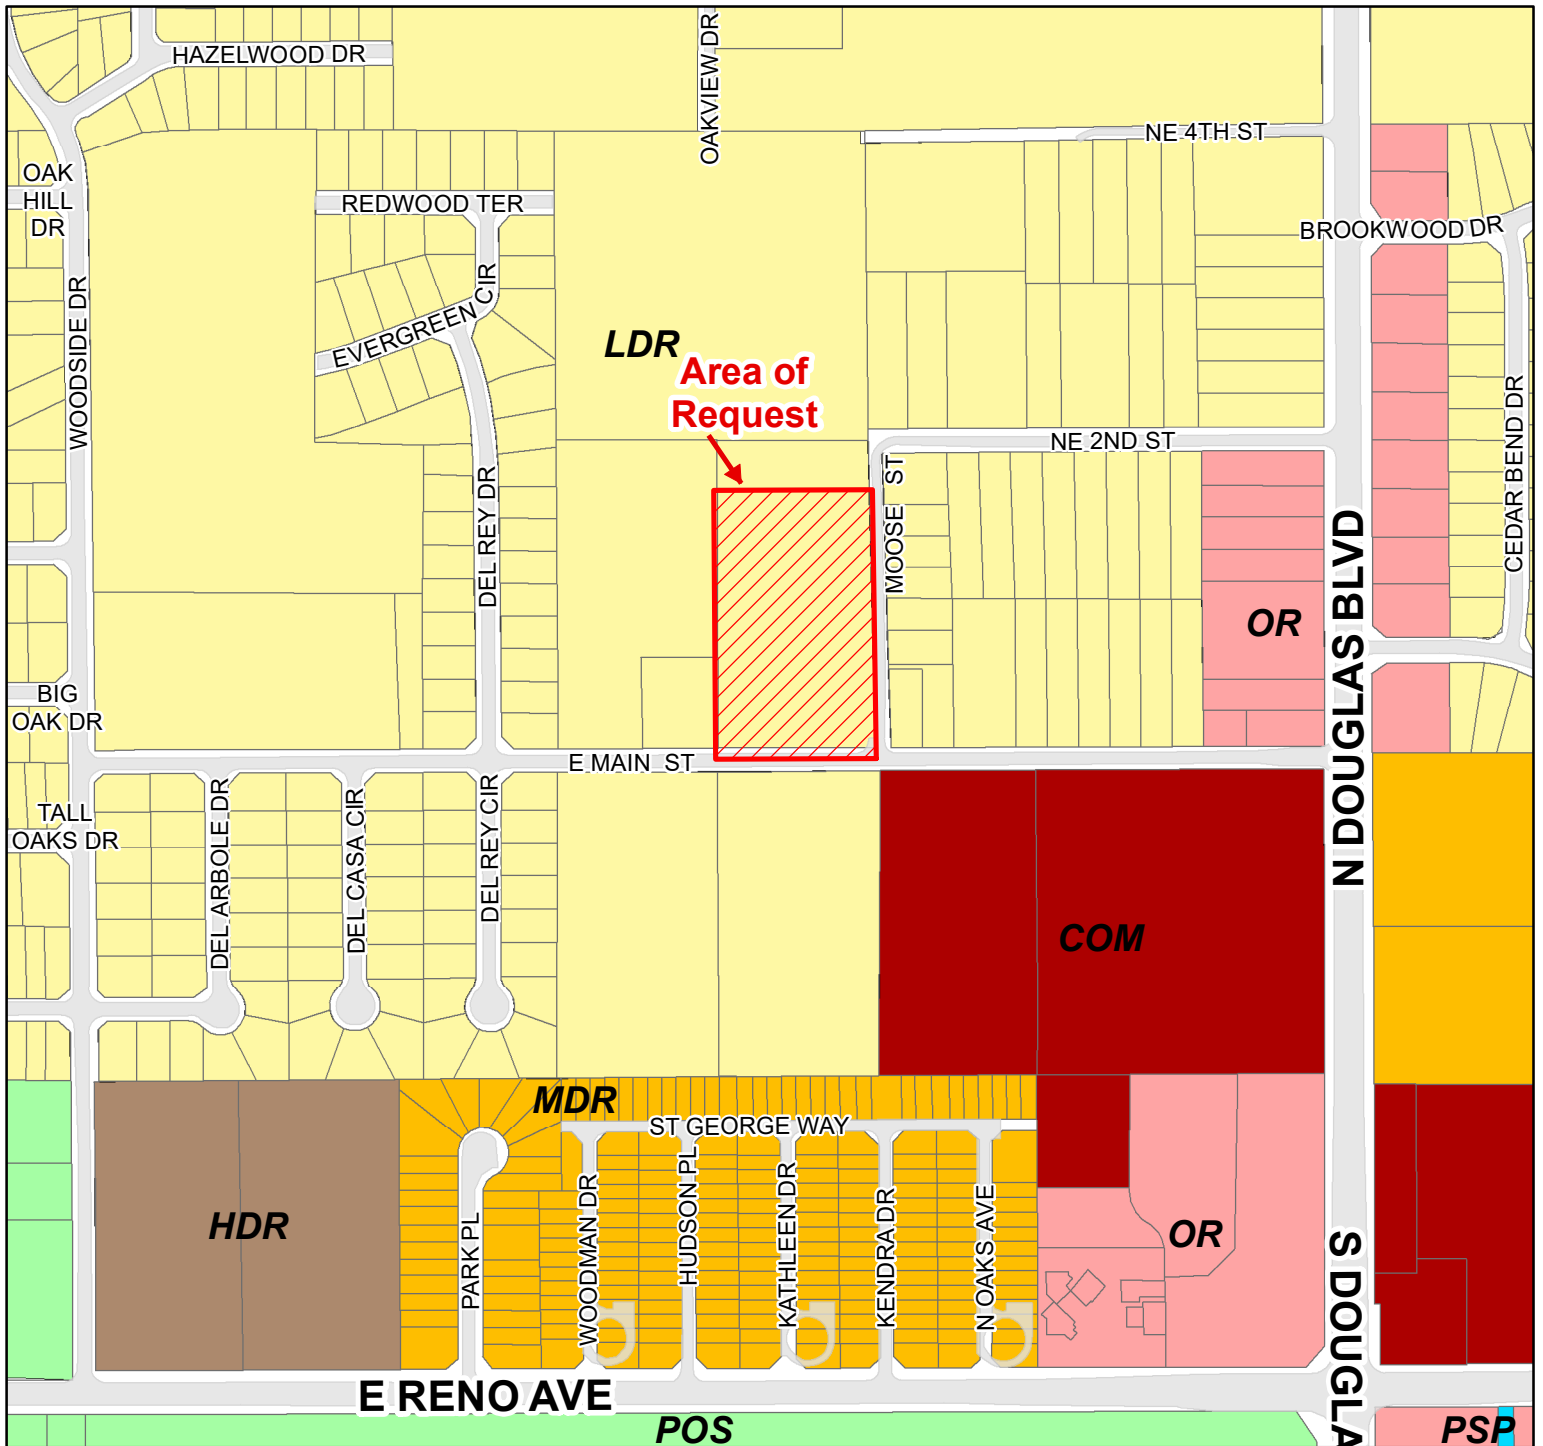 HAZELWOOD DR
OAKVIEW DR
NE 4TH ST
OAK
HILL
DR
REDWOOD TER
BROOKWOOD DR
WOODSIDE DR
EVERGREEN CIR
LDR
Area of
Request
CEDAR BEND DR
NE 2ND ST
MOOSE ST
DEL REY DR
OR
N DOUGLAS BLVD
BIG
OAK DR
E MAIN ST
TALL
OAKS DR
DEL ARBOLE DR
DEL CASA CIR
DEL REY CIR
COM
MDR
ST GEORGE WAY
HDR
PARK PL
WOODMAN DR
HUDSON PL
KATHLEEN DR
KENDRA DR
N OAKS AVE
OR
S DOUGLA
E RENO AVE
POS
PSP